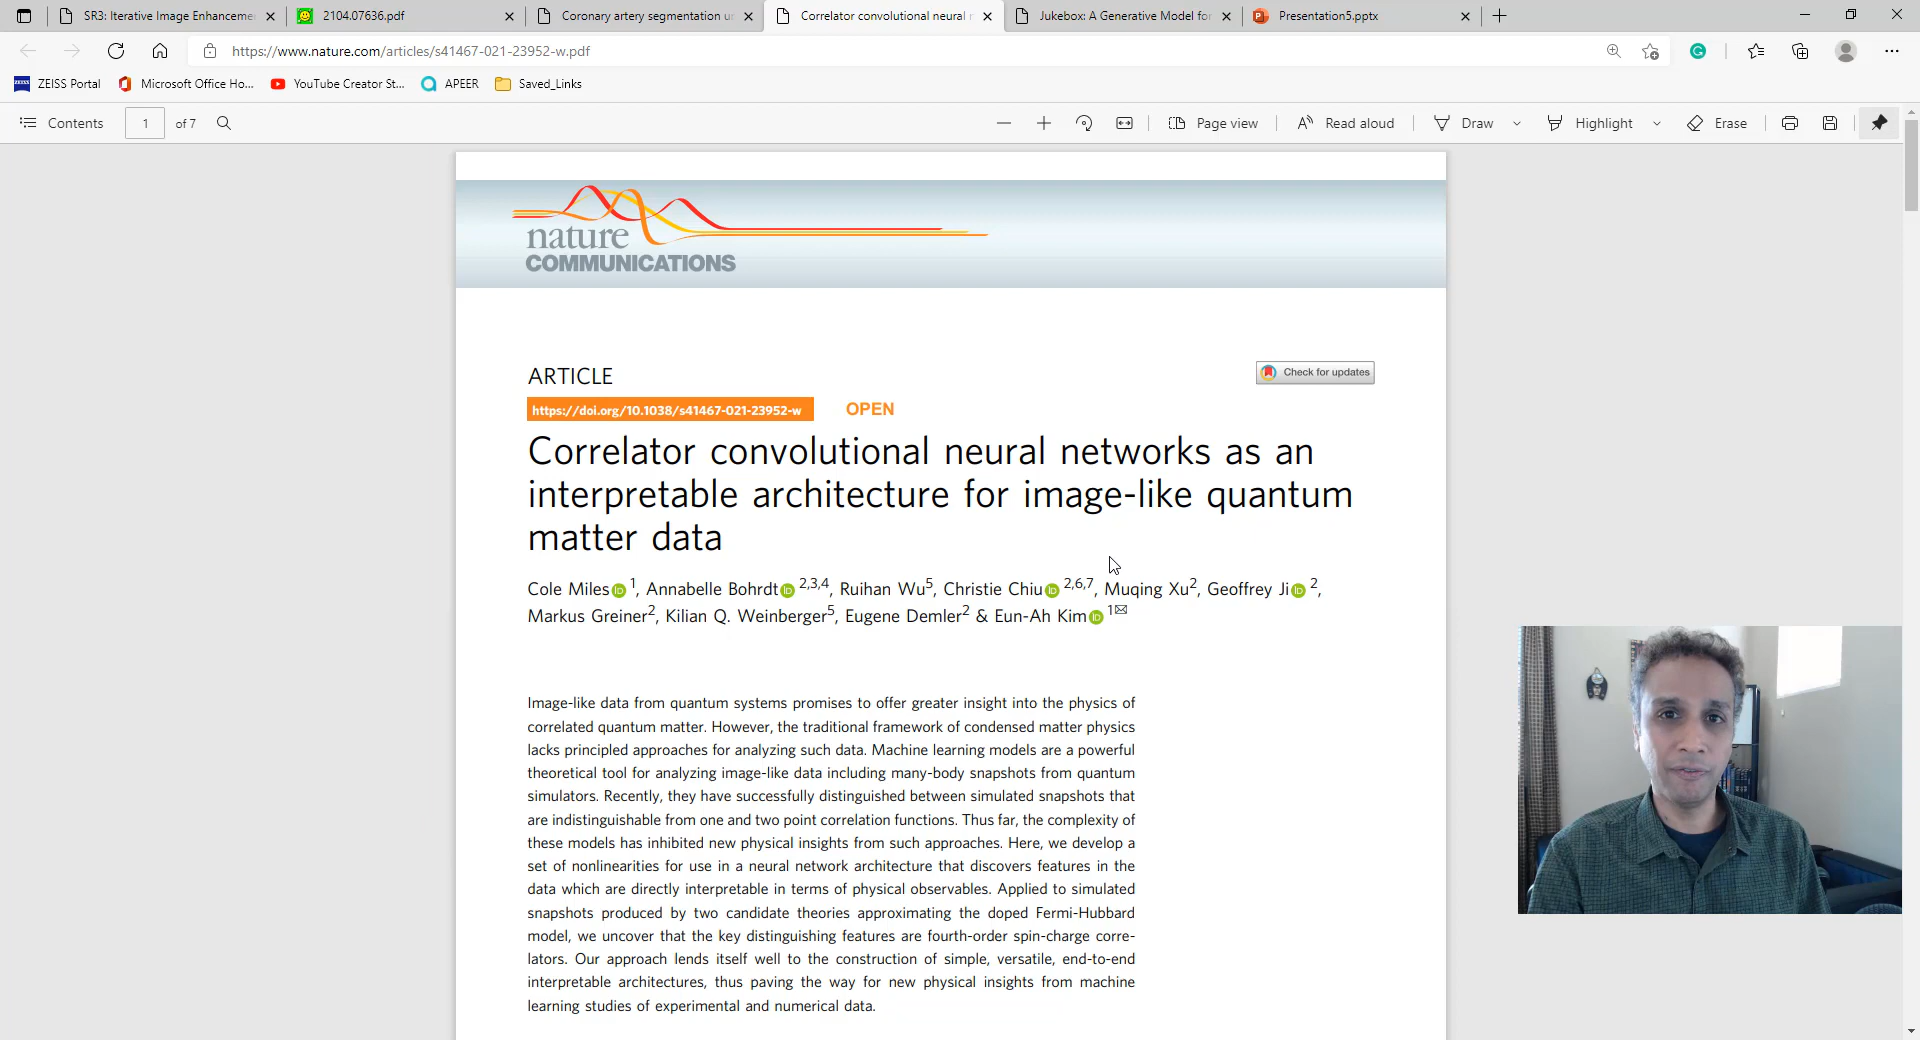 SR3: Iterative Image Enhanceme
2104.07636.pdf
Coronary artery segmentation u
Correlator convolutional neural n
Jukebox: A Generative Model for
Presentation5.pptx
https://www.nature.com/articles/s41467-021-23952-w.pdf
ZEISS Portal
Microsoft Office Ho...
YouTube Creator St...
APEER
Saved_Links
Contents
1
of 7
Page view
Read aloud
Draw
Highlight
Erase
nature
COMMUNICATIONS
ARTICLE
Check for updates
https://doi.org/10.1038/s41467-021-23952-w
OPEN
Correlator convolutional neural networks as an
interpretable architecture for image-like quantum
matter data
Cole Miles 1, Annabelle Bohrdt 2,3,4, Ruihan Wu5, Christie Chiu 2,6,7, Muqing Xu2, Geoffrey Ji 2,
Markus Greiner2, Kilian Q. Weinberger5, Eugene Demler2 & Eun-Ah Kim 1✉
Image-like data from quantum systems promises to offer greater insight into the physics of
correlated quantum matter. However, the traditional framework of condensed matter physics
lacks principled approaches for analyzing such data. Machine learning models are a powerful
theoretical tool for analyzing image-like data including many-body snapshots from quantum
simulators. Recently, they have successfully distinguished between simulated snapshots that
are indistinguishable from one and two point correlation functions. Thus far, the complexity of
these models has inhibited new physical insights from such approaches. Here, we develop a
set of nonlinearities for use in a neural network architecture that discovers features in the
data which are directly interpretable in terms of physical observables. Applied to simulated
snapshots produced by two candidate theories approximating the doped Fermi-Hubbard
model, we uncover that the key distinguishing features are fourth-order spin-charge corre-
lators. Our approach lends itself well to the construction of simple, versatile, end-to-end
interpretable architectures, thus paving the way for new physical insights from machine
learning studies of experimental and numerical data.